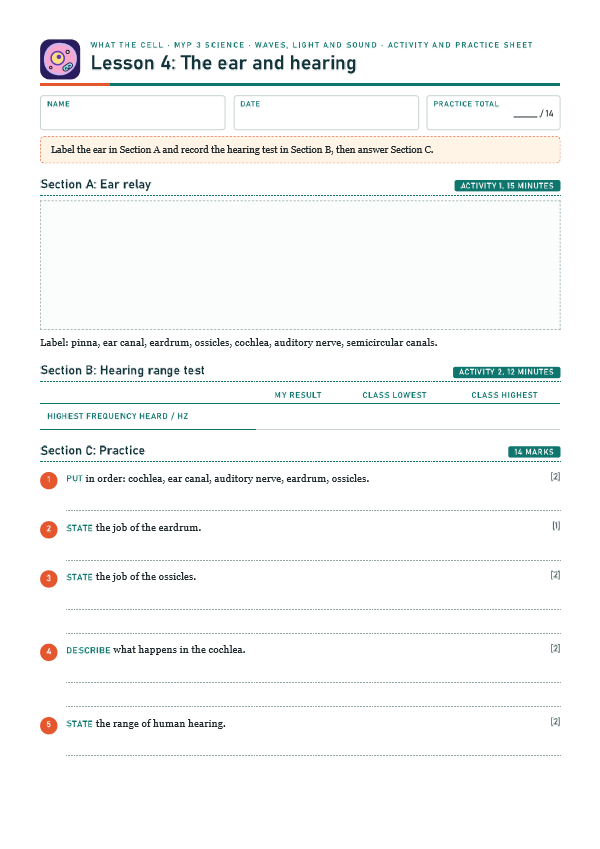 WHAT THE CELL · MYP 3 SCIENCE · WAVES, LIGHT AND SOUND · ACTIVITY AND PRACTICE SHEET
Lesson 4: The ear and hearing
NAME
DATE
PRACTICE TOTAL
_____ / 14
Label the ear in Section A and record the hearing test in Section B, then answer Section C.
Section A: Ear relay
ACTIVITY 1, 15 MINUTES
Label: pinna, ear canal, eardrum, ossicles, cochlea, auditory nerve, semicircular canals.
Section B: Hearing range test
ACTIVITY 2, 12 MINUTES
MY RESULT CLASS LOWEST CLASS HIGHEST
HIGHEST FREQUENCY HEARD / HZ
Section C: Practice
14 MARKS
1 PUT in order: cochlea, ear canal, auditory nerve, eardrum, ossicles. [2]
2 STATE the job of the eardrum. [1]
3 STATE the job of the ossicles. [2]
4 DESCRIBE what happens in the cochlea. [2]
5 STATE the range of human hearing. [2]